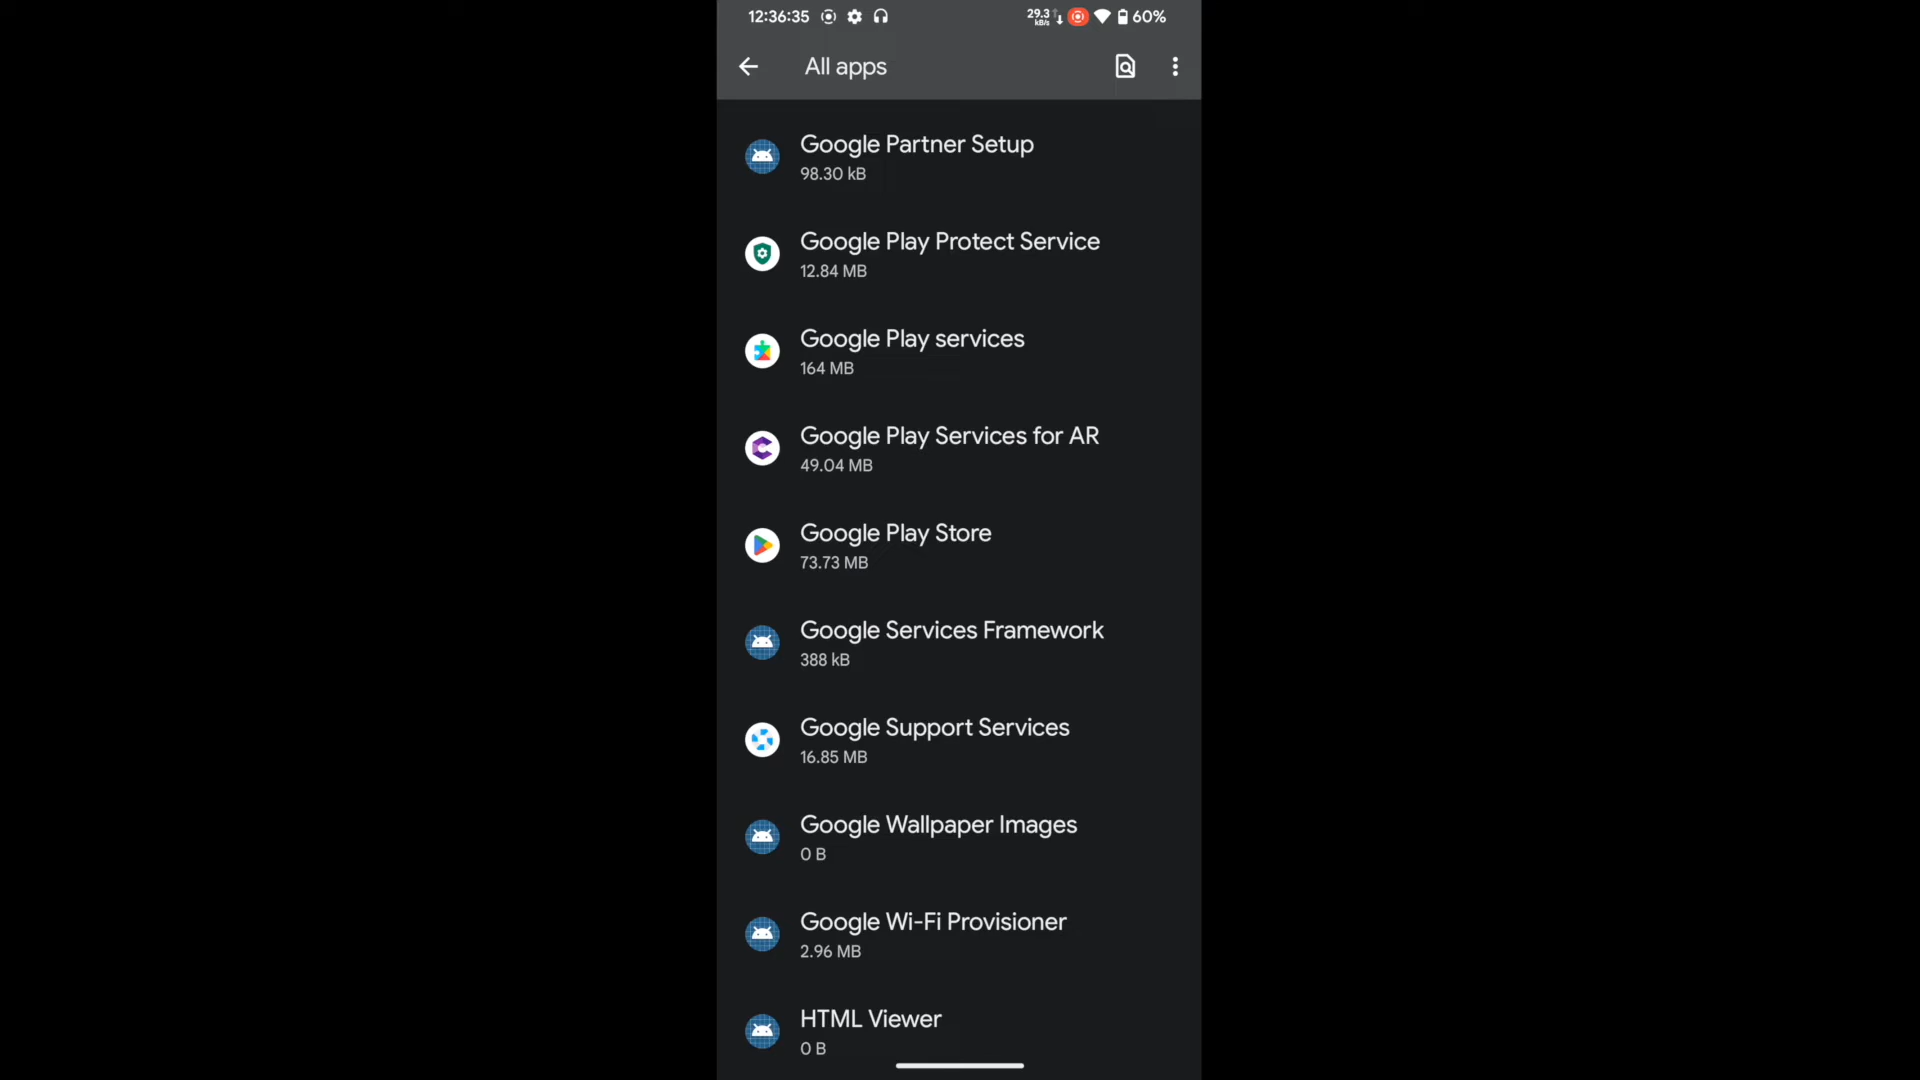 12:36:35 29.3 kB/s 60%
All apps
Google Partner Setup
98.30 kB
Google Play Protect Service
12.84 MB
Google Play services
164 MB
Google Play Services for AR
49.04 MB
Google Play Store
73.73 MB
Google Services Framework
388 kB
Google Support Services
16.85 MB
Google Wallpaper Images
0 B
Google Wi-Fi Provisioner
2.96 MB
HTML Viewer
0 B